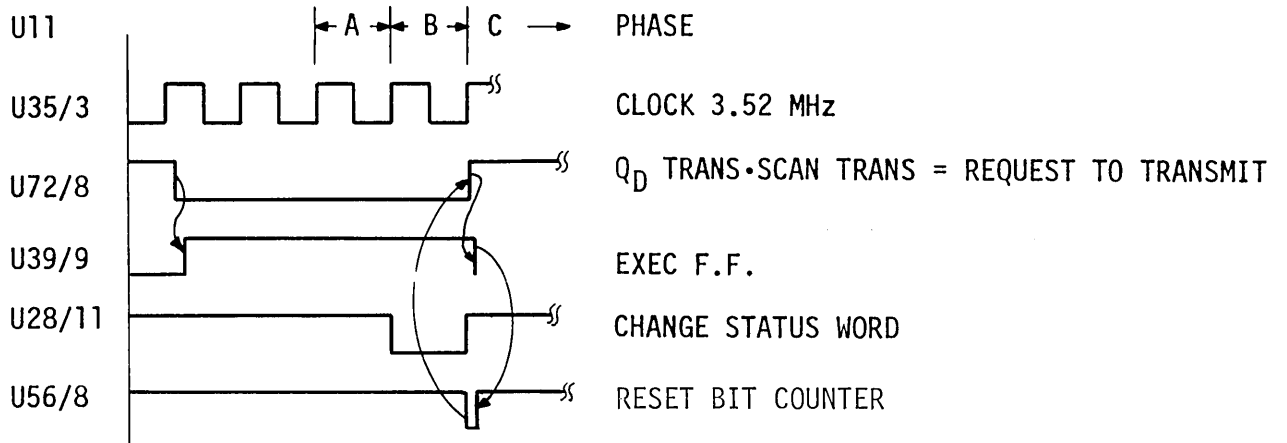 U11 A B C PHASE
U35/3 CLOCK 3.52 MHz
U72/8 QD TRANS·SCAN TRANS = REQUEST TO TRANSMIT
U39/9 EXEC F.F.
U28/11 CHANGE STATUS WORD
U56/8 RESET BIT COUNTER